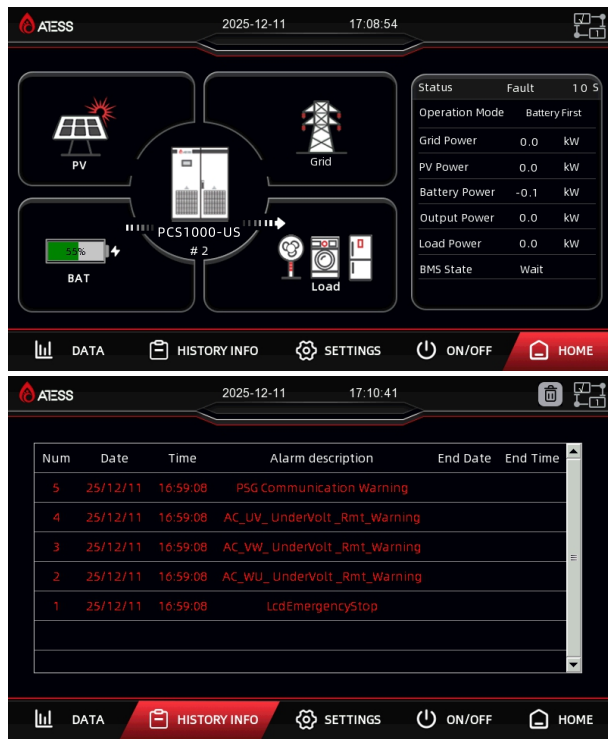 ATESS 2025-12-11 17:08:54
1
Status Fault 10 S
Operation Mode Battery First
Grid Power 0.0 kW
PV Power 0.0 kW
Battery Power -0.1 kW
Output Power 0.0 kW
Load Power 0.0 kW
BMS State Wait
PV
Grid
PCS1000-US
#2
55%
BAT
Load
DATA HISTORY INFO SETTINGS ON/OFF HOME
ATESS 2025-12-11 17:10:41
1
Num Date Time Alarm description End Date End Time
5 25/12/11 16:59:08 PSG Communication Warning
4 25/12/11 16:59:08 AC_UV_ UnderVolt _Rmt_Warning
3 25/12/11 16:59:08 AC_VW_ UnderVolt _Rmt_Warning
2 25/12/11 16:59:08 AC_WU_ UnderVolt _Rmt_Warning
1 25/12/11 16:59:08 LcdEmergencyStop
DATA HISTORY INFO SETTINGS ON/OFF HOME